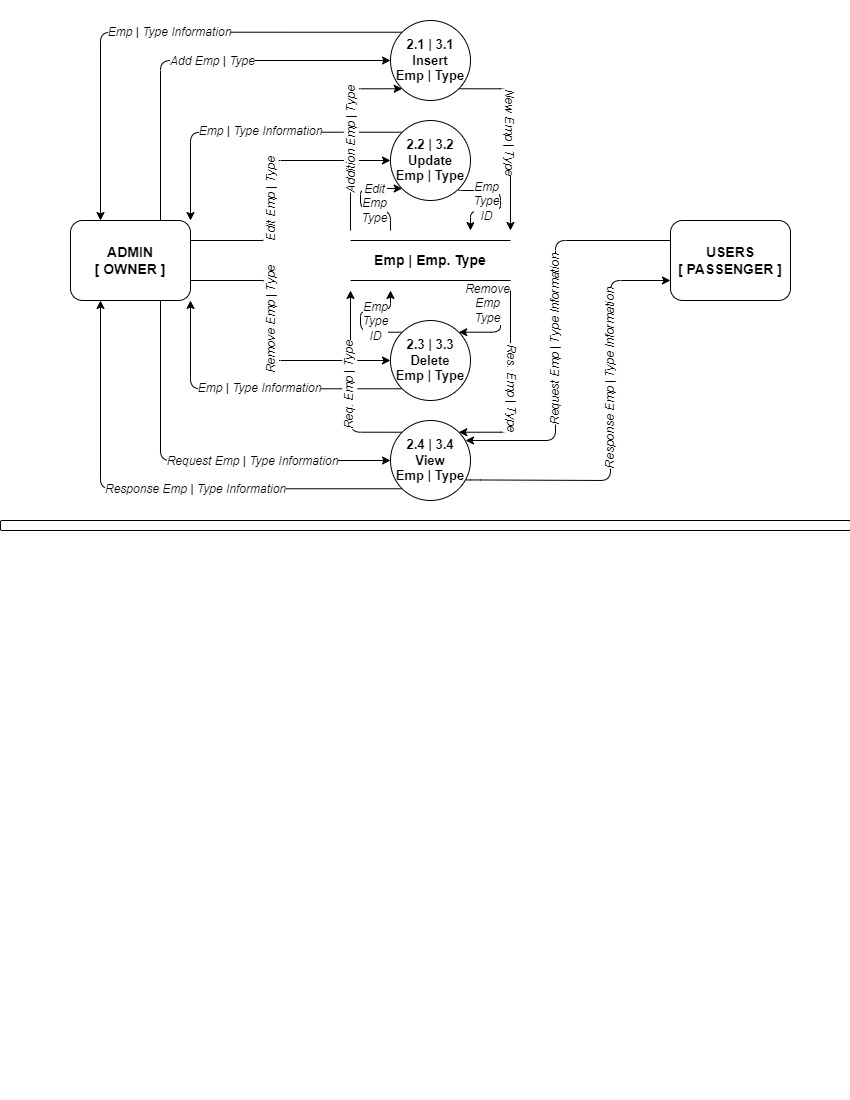 Emp | Type Information
Add Emp | Type
2.1 | 3.1
Insert
Emp | Type
Addition Emp | Type
New Emp | Type
Emp | Type Information
Edit Emp | Type
2.2 | 3.2
Update
Emp | Type
Edit
Emp
Type
Emp
Type
ID
ADMIN
[ OWNER ]
Emp | Emp. Type
USERS
[ PASSENGER ]
Remove Emp | Type
Emp
Type
ID
Remove
Emp
Type
2.3 | 3.3
Delete
Emp | Type
Emp | Type Information
Req. Emp | Type
Res. Emp | Type
Request Emp | Type Information
Response Emp | Type Information
2.4 | 3.4
View
Emp | Type
Request Emp | Type Information
Response Emp | Type Information